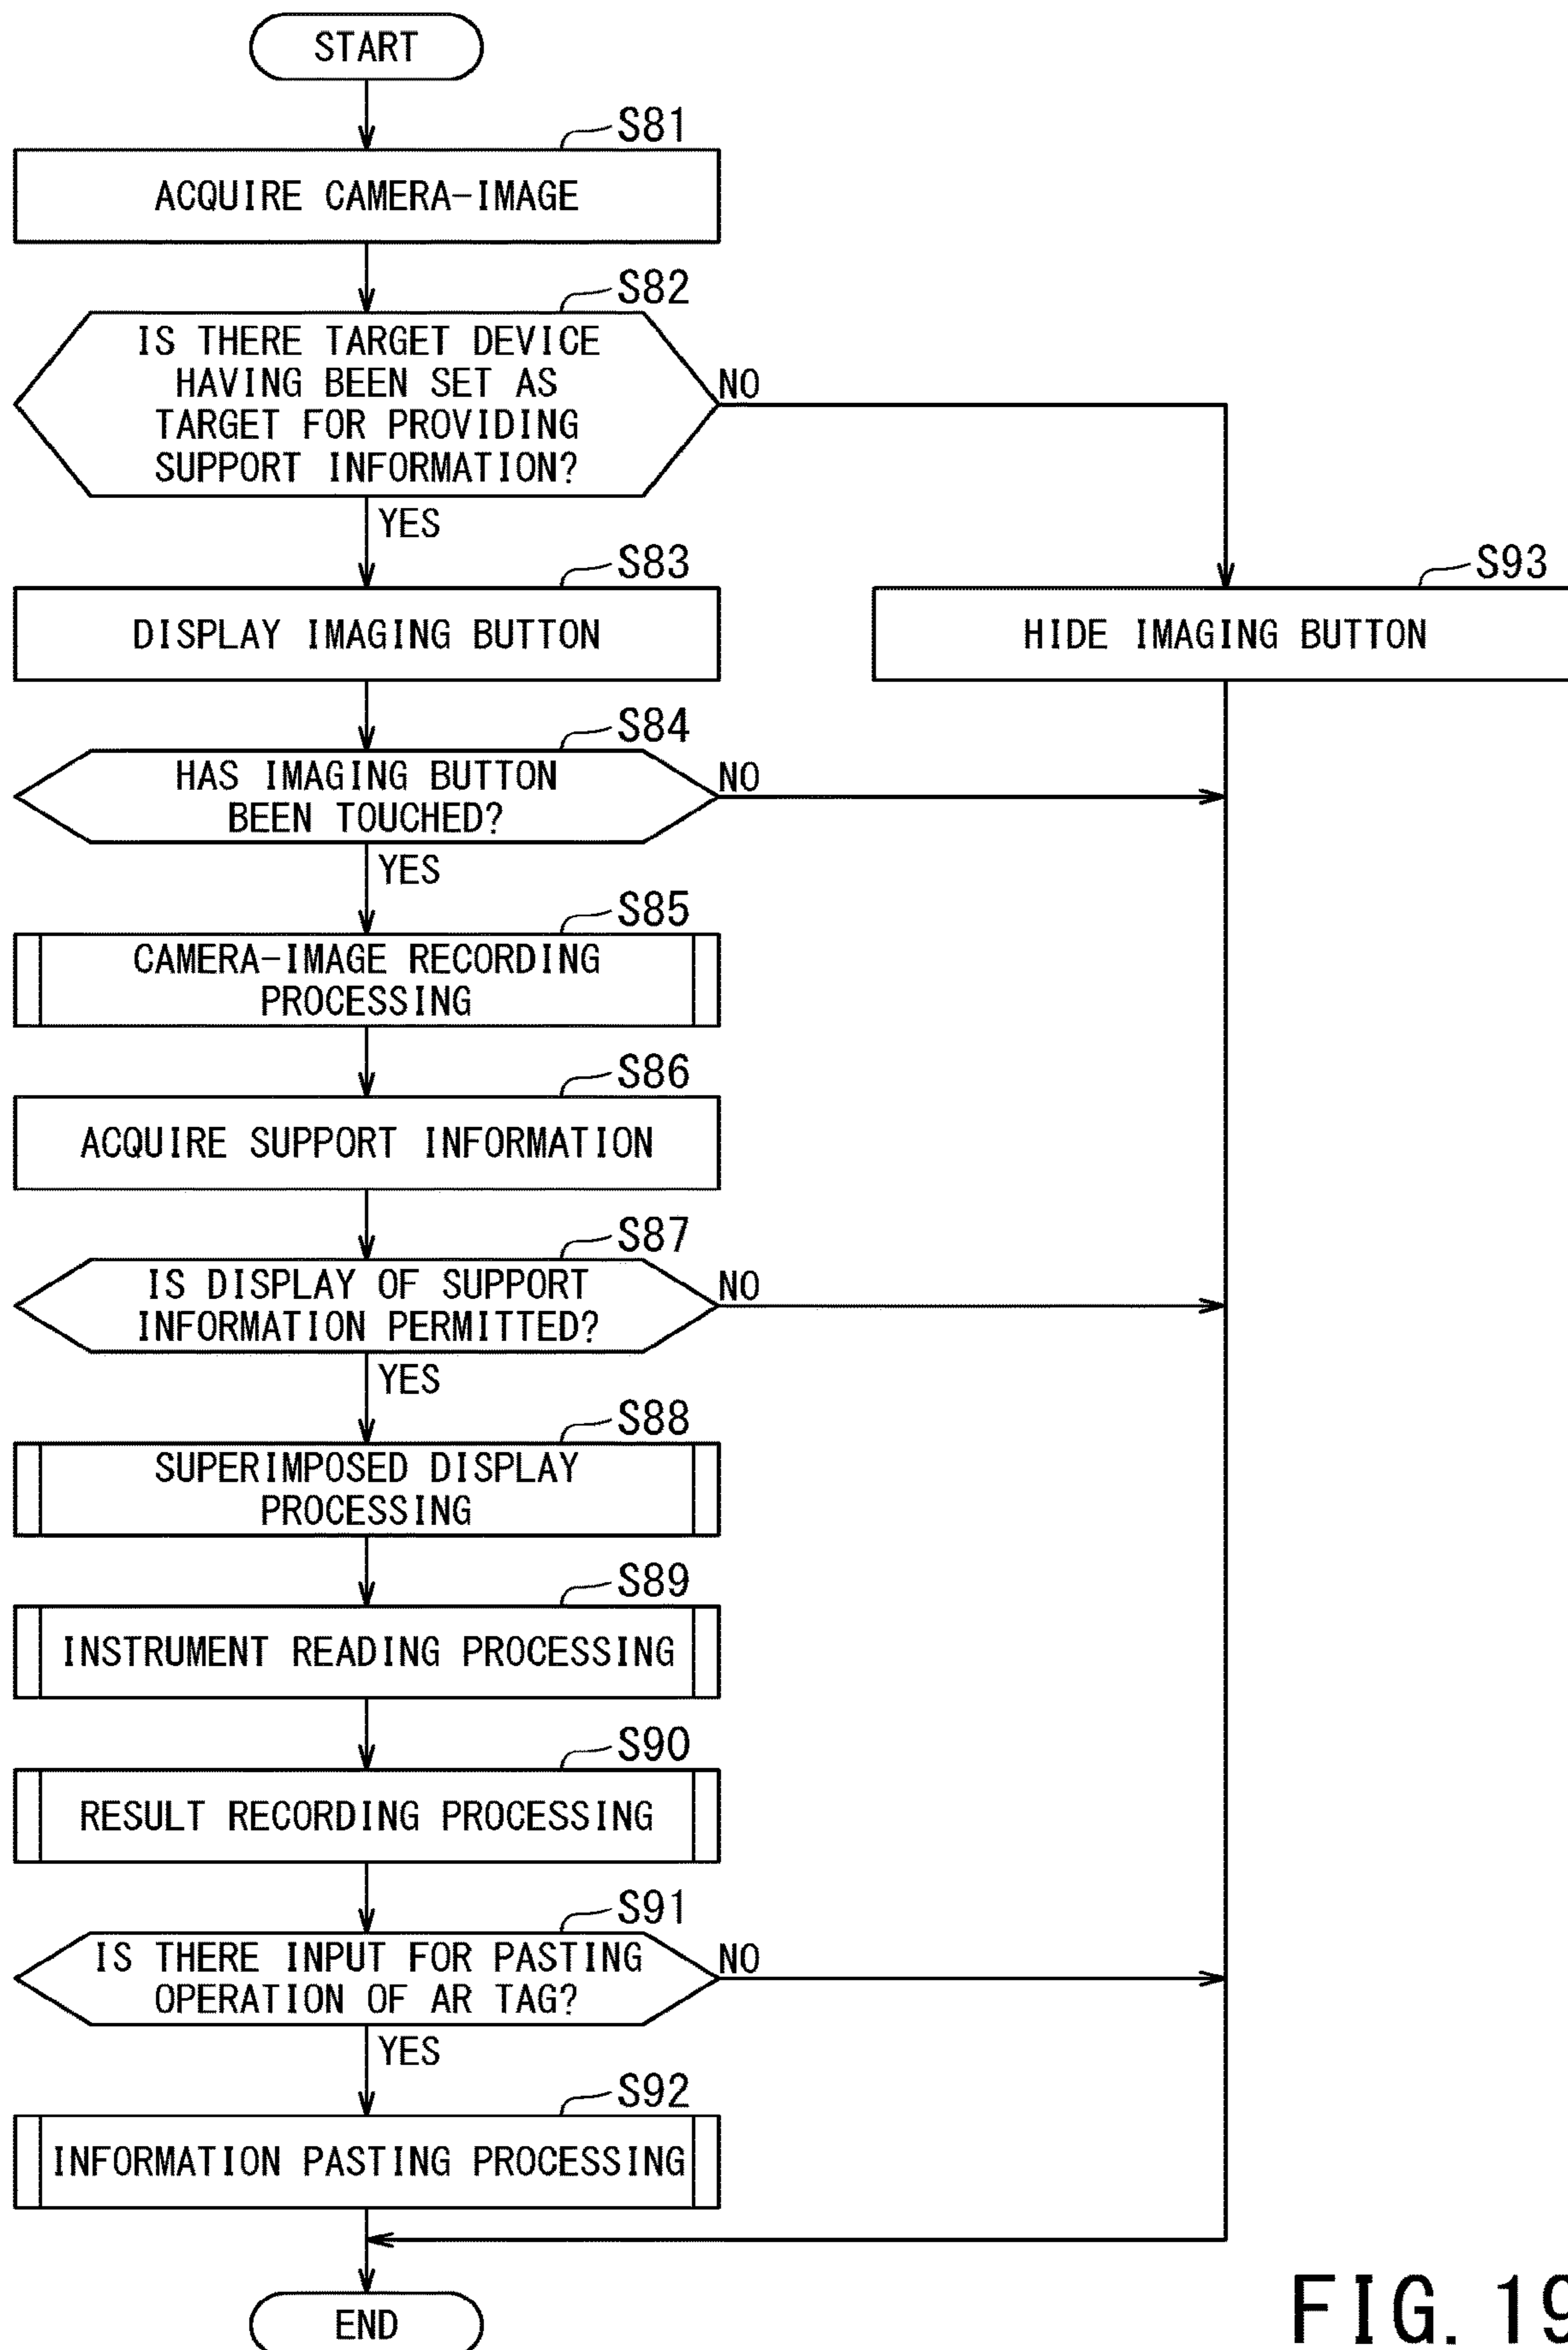 START
S81
ACQUIRE CAMERA-IMAGE
S82
IS THERE TARGET DEVICE
HAVING BEEN SET AS
TARGET FOR PROVIDING
SUPPORT INFORMATION?
NO
YES
S83
DISPLAY IMAGING BUTTON
S93
HIDE IMAGING BUTTON
S84
HAS IMAGING BUTTON
BEEN TOUCHED?
NO
YES
S85
CAMERA-IMAGE RECORDING
PROCESSING
S86
ACQUIRE SUPPORT INFORMATION
S87
IS DISPLAY OF SUPPORT
INFORMATION PERMITTED?
NO
YES
S88
SUPERIMPOSED DISPLAY
PROCESSING
S89
INSTRUMENT READING PROCESSING
S90
RESULT RECORDING PROCESSING
S91
IS THERE INPUT FOR PASTING
OPERATION OF AR TAG?
NO
YES
S92
INFORMATION PASTING PROCESSING
END
FIG. 19